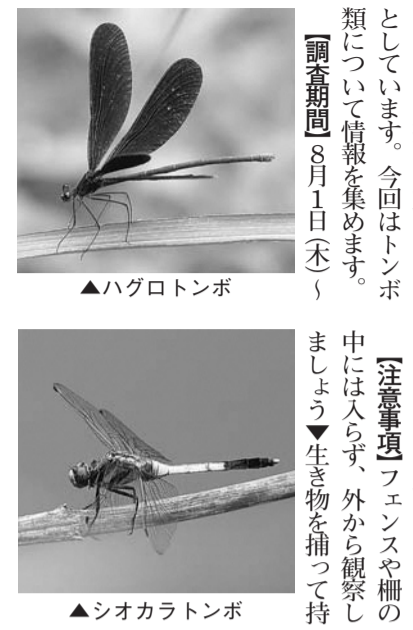 としています。今回はトンボ
類について情報を集めます。
【調査期間】８月１日（木）～
▲ハグロトンボ
【注意事項】フェンスや柵の
中には入らず、外から観察し
ましょう▼生き物を捕って持
▲シオカラトンボ